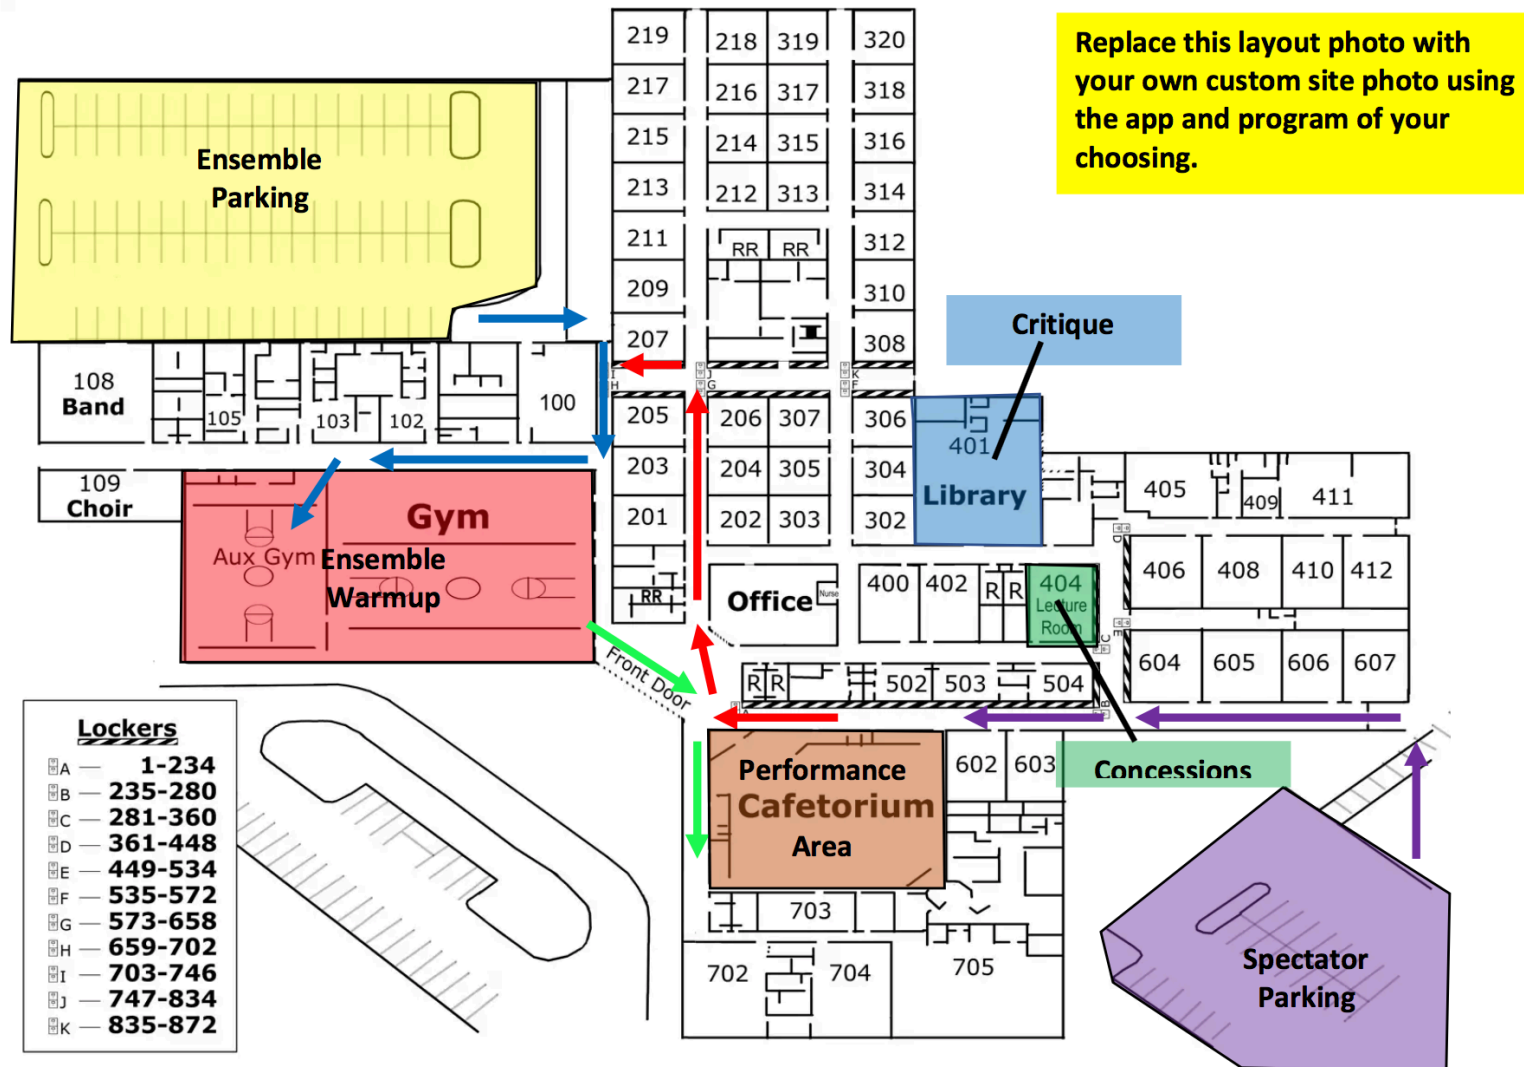 Replace this layout photo with
your own custom site photo using
the app and program of your
choosing.
219
218 319
320
217
216 317
318
215
214 315
316
213
212 313
314
211
RR RR
312
209
310
207
308
Ensemble
Parking
Critique
108
Band
105
103
102
100
I
H
J
G
K
F
205
206 307
306
401
203
204 305
304
Library
201
202 303
302
109
Choir
Gym
Aux Gym
Ensemble
Warmup
405
409
411
D
406
408
410
412
E
604
605
606
607
RR
Office
Nurse
400
402
R R
404
Lecture
Room
C
Front Door
R R
502
503
504
A
B
Performance
Cafetorium
Area
602
603
Concessions
703
702
704
705
Spectator
Parking
Lockers
A — 1-234
B — 235-280
C — 281-360
D — 361-448
E — 449-534
F — 535-572
G — 573-658
H — 659-702
I — 703-746
J — 747-834
K — 835-872